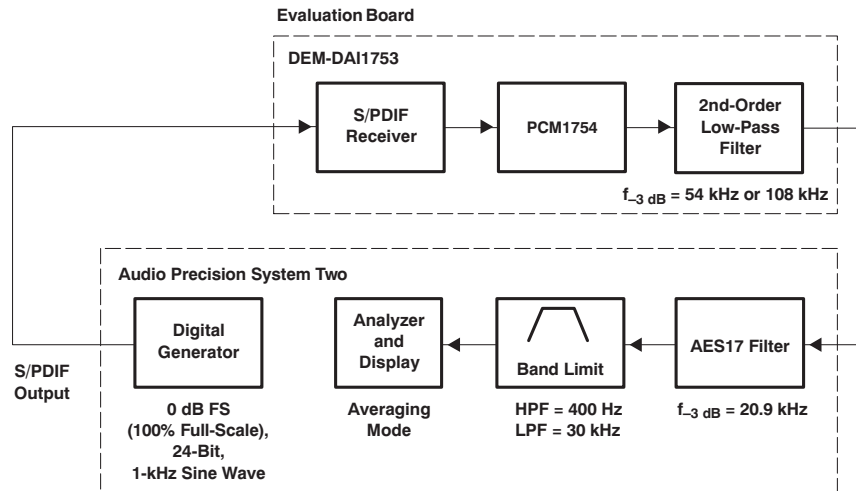 Evaluation Board
DEM-DAI1753
S/PDIF
Receiver
PCM1754
2nd-Order
Low-Pass
Filter
f–3 dB = 54 kHz or 108 kHz
Audio Precision System Two
Digital
Generator
Analyzer
and
Display
Band Limit
AES17 Filter
S/PDIF
Output
0 dB FS
(100% Full-Scale),
24-Bit,
1-kHz Sine Wave
Averaging
Mode
HPF = 400 Hz
LPF = 30 kHz
f–3 dB = 20.9 kHz